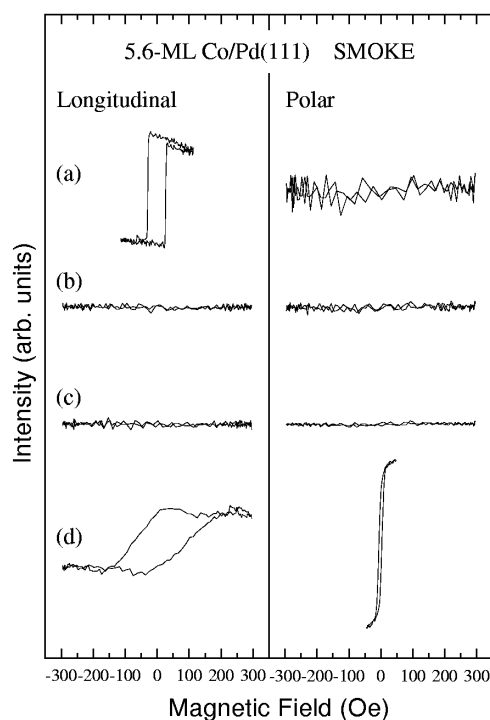 5.6-ML Co/Pd(111) SMOKE
Longitudinal Polar
(a)
(b)
(c)
(d)
Intensity (arb. units)
-300 -200 -100 0 100 200 300 -300 -200 -100 0 100 200 300
Magnetic Field (Oe)